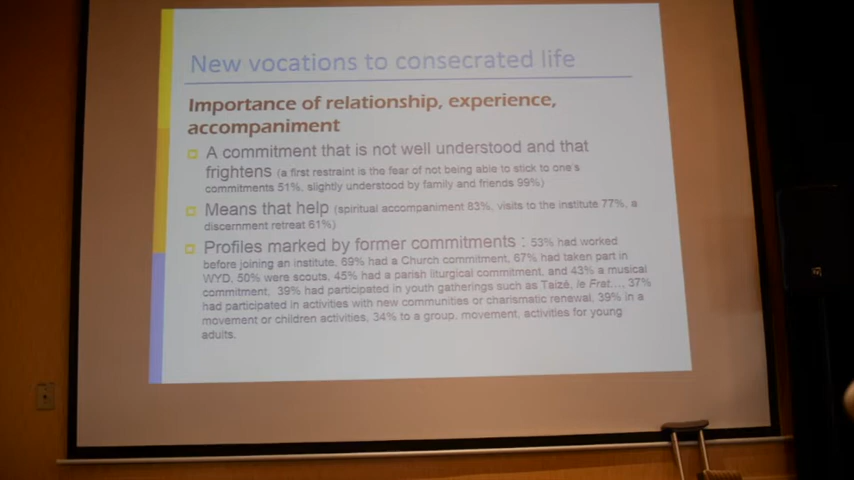 New vocations to consecrated life
Importance of relationship, experience,
accompaniment
A commitment that is not well understood and that
frightens (a first restraint is the fear of not being able to stick to one's
commitments 51%, slightly understood by family and friends 99%)
Means that help (spiritual accompaniment 83%, visits to the institute 77%, a
discernment retreat 61%)
Profiles marked by former commitments : 53% had worked
before joining an institute, 69% had a Church commitment, 67% had taken part in
WYD, 50% were scouts, 45% had a parish liturgical commitment, and 43% a musical
commitment, 39% had participated in youth gatherings such as Taizé, le Frat…, 37%
had participated in activities with new communities or charismatic renewal, 39% in a
movement or children activities, 34% to a group, movement, activities for young
adults.